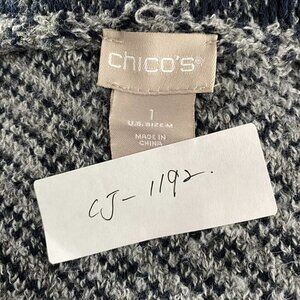 chico's®
1
U.S. SIZE M
MADE IN
CHINA
CJ-1192.